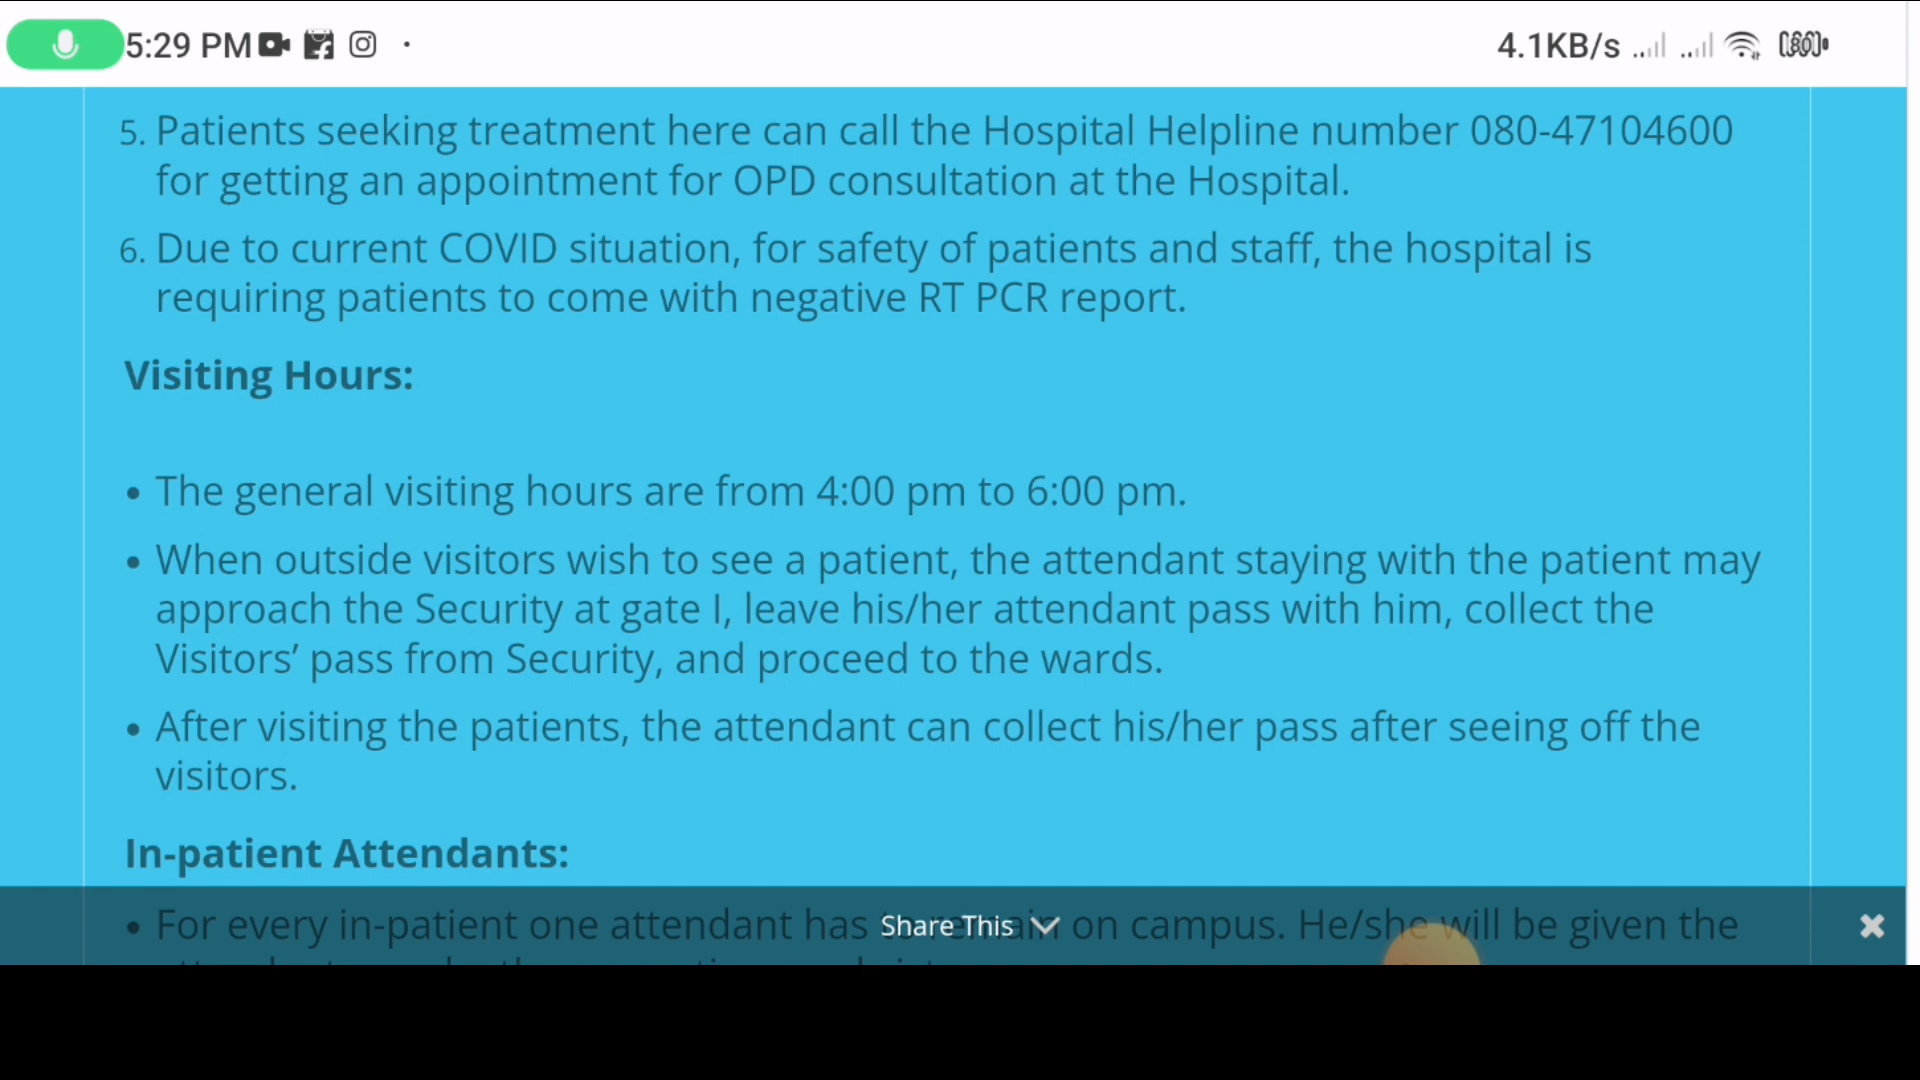 5:29 PM
4.1KB/s
80
5. Patients seeking treatment here can call the Hospital Helpline number 080-47104600
for getting an appointment for OPD consultation at the Hospital.
6. Due to current COVID situation, for safety of patients and staff, the hospital is
requiring patients to come with negative RT PCR report.
Visiting Hours:
• The general visiting hours are from 4:00 pm to 6:00 pm.
• When outside visitors wish to see a patient, the attendant staying with the patient may
approach the Security at gate I, leave his/her attendant pass with him, collect the
Visitors’ pass from Security, and proceed to the wards.
• After visiting the patients, the attendant can collect his/her pass after seeing off the
visitors.
In-patient Attendants:
• For every in-patient one attendant has to remain on campus. He/she will be given the
Share This